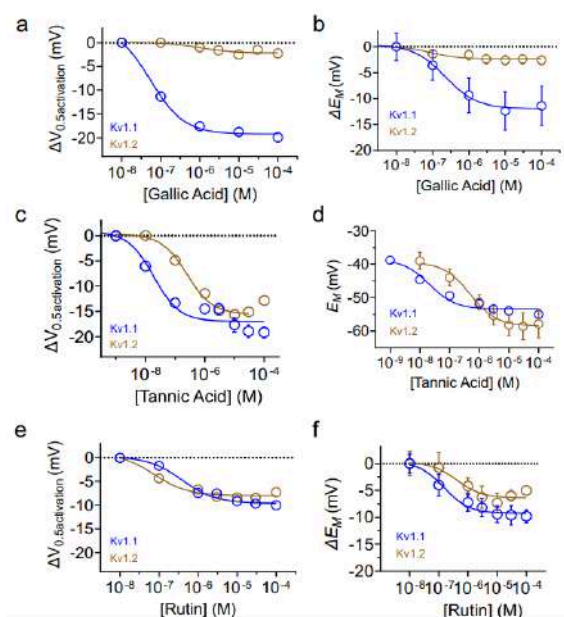 a
ΔV0.5activation (mV)
0
-5
-10
-15
-20
Kv1.1
Kv1.2
10-8 10-7 10-6 10-5 10-4
[Gallic Acid] (M)
b
ΔEM (mV)
5
0
-5
-10
-15
-20
Kv1.1
Kv1.2
10-8 10-7 10-6 10-5 10-4
[Gallic Acid] (M)
c
ΔV0.5activation (mV)
0
-5
-10
-15
-20
Kv1.1
Kv1.2
10-8 10-6 10-4
[Tannic Acid] (M)
d
EM (mV)
-30
-40
-50
-60
Kv1.1
Kv1.2
10-9 10-8 10-7 10-6 10-5 10-4
[Tannic Acid] (M)
e
ΔV0.5activation (mV)
0
-5
-10
-15
-20
Kv1.1
Kv1.2
10-8 10-7 10-6 10-5 10-4
[Rutin] (M)
f
ΔEM (mV)
5
0
-5
-10
-15
-20
Kv1.1
Kv1.2
10-8 10-7 10-6 10-5 10-4
[Rutin] (M)